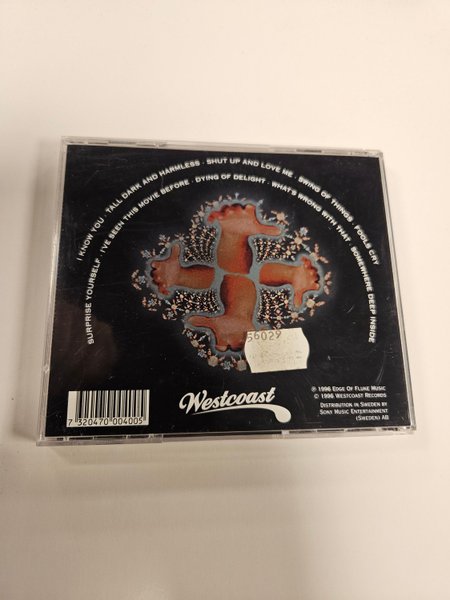 I KNOW YOU · TALL DARK AND HARMLESS · SHUT UP AND LOVE ME · SWING OF THINGS · FOOLS CRY
SURPRISE YOURSELF · I'VE SEEN THIS MOVIE BEFORE · DYING OF DELIGHT · WHAT'S WRONG WITH THAT · SOMEWHERE DEEP INSIDE
56029
Westcoast
7 320470 004005
℗ 1996 EDGE OF FLUKE MUSIC
© 1996 WESTCOAST RECORDS
DISTRIBUTION IN SWEDEN BY
SONY MUSIC ENTERTAINMENT
(SWEDEN) AB